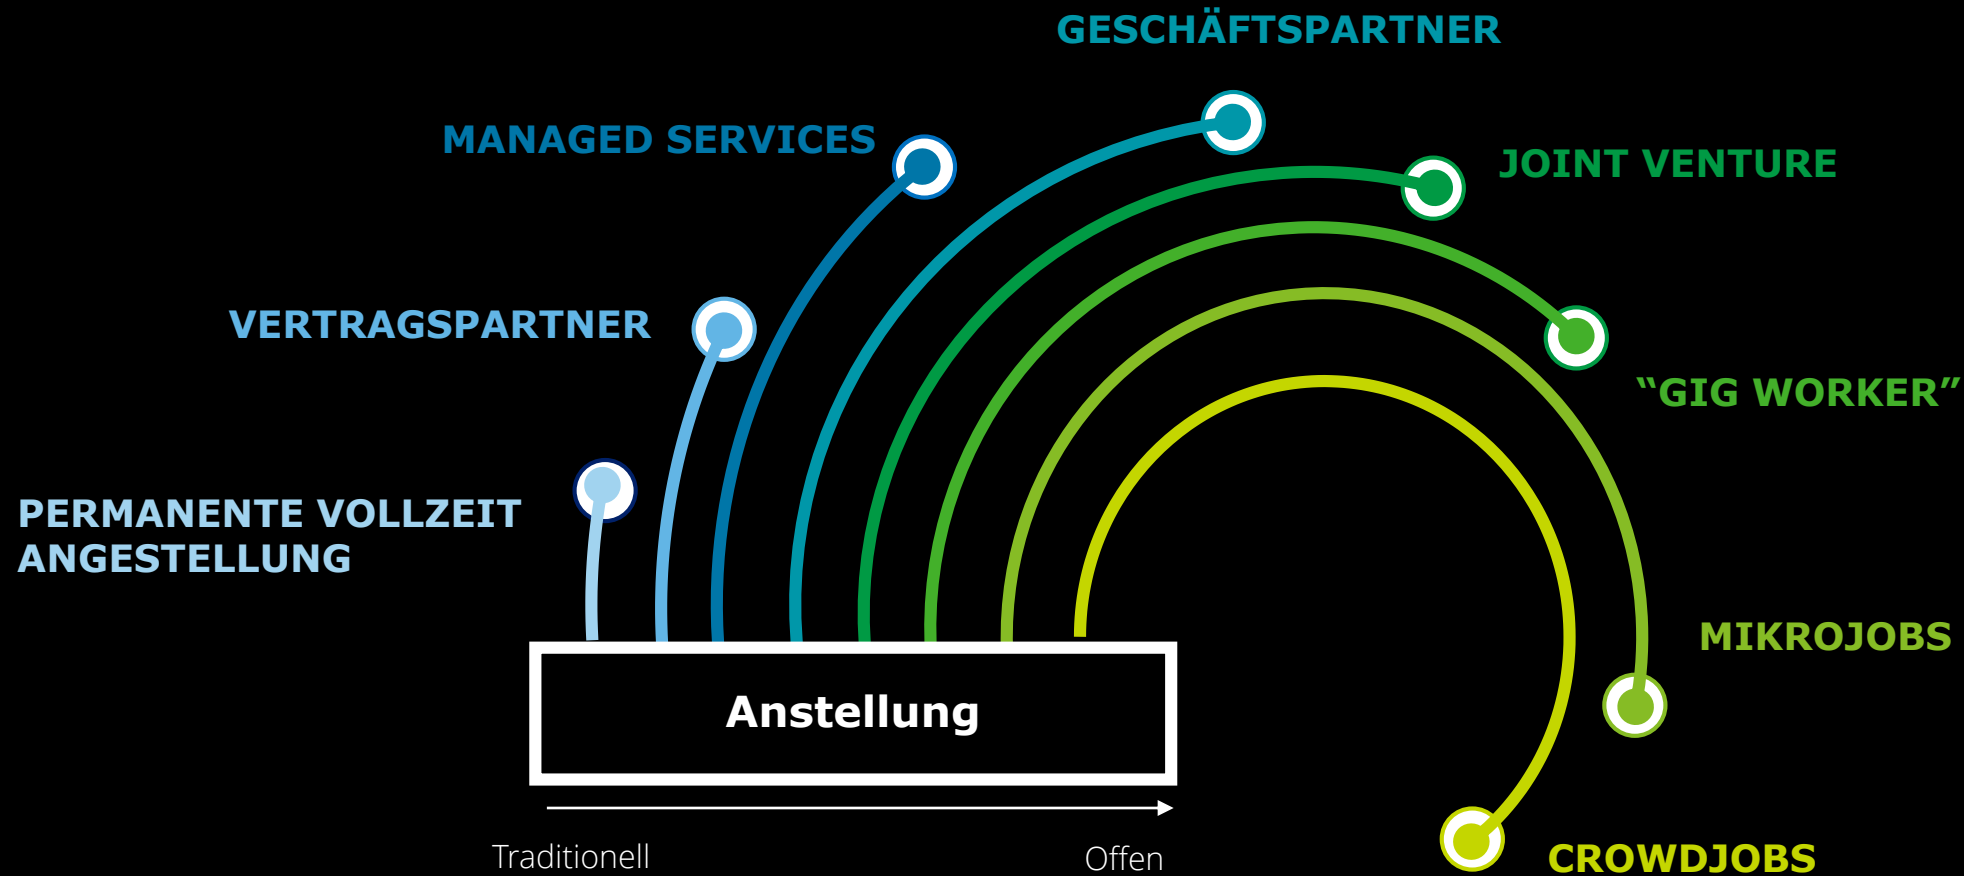 GESCHÄFTSPARTNER
MANAGED SERVICES
JOINT VENTURE
VERTRAGSPARTNER
“GIG WORKER”
PERMANENTE VOLLZEIT
ANGESTELLUNG
MIKROJOBS
Anstellung
Traditionell
Offen
CROWDJOBS